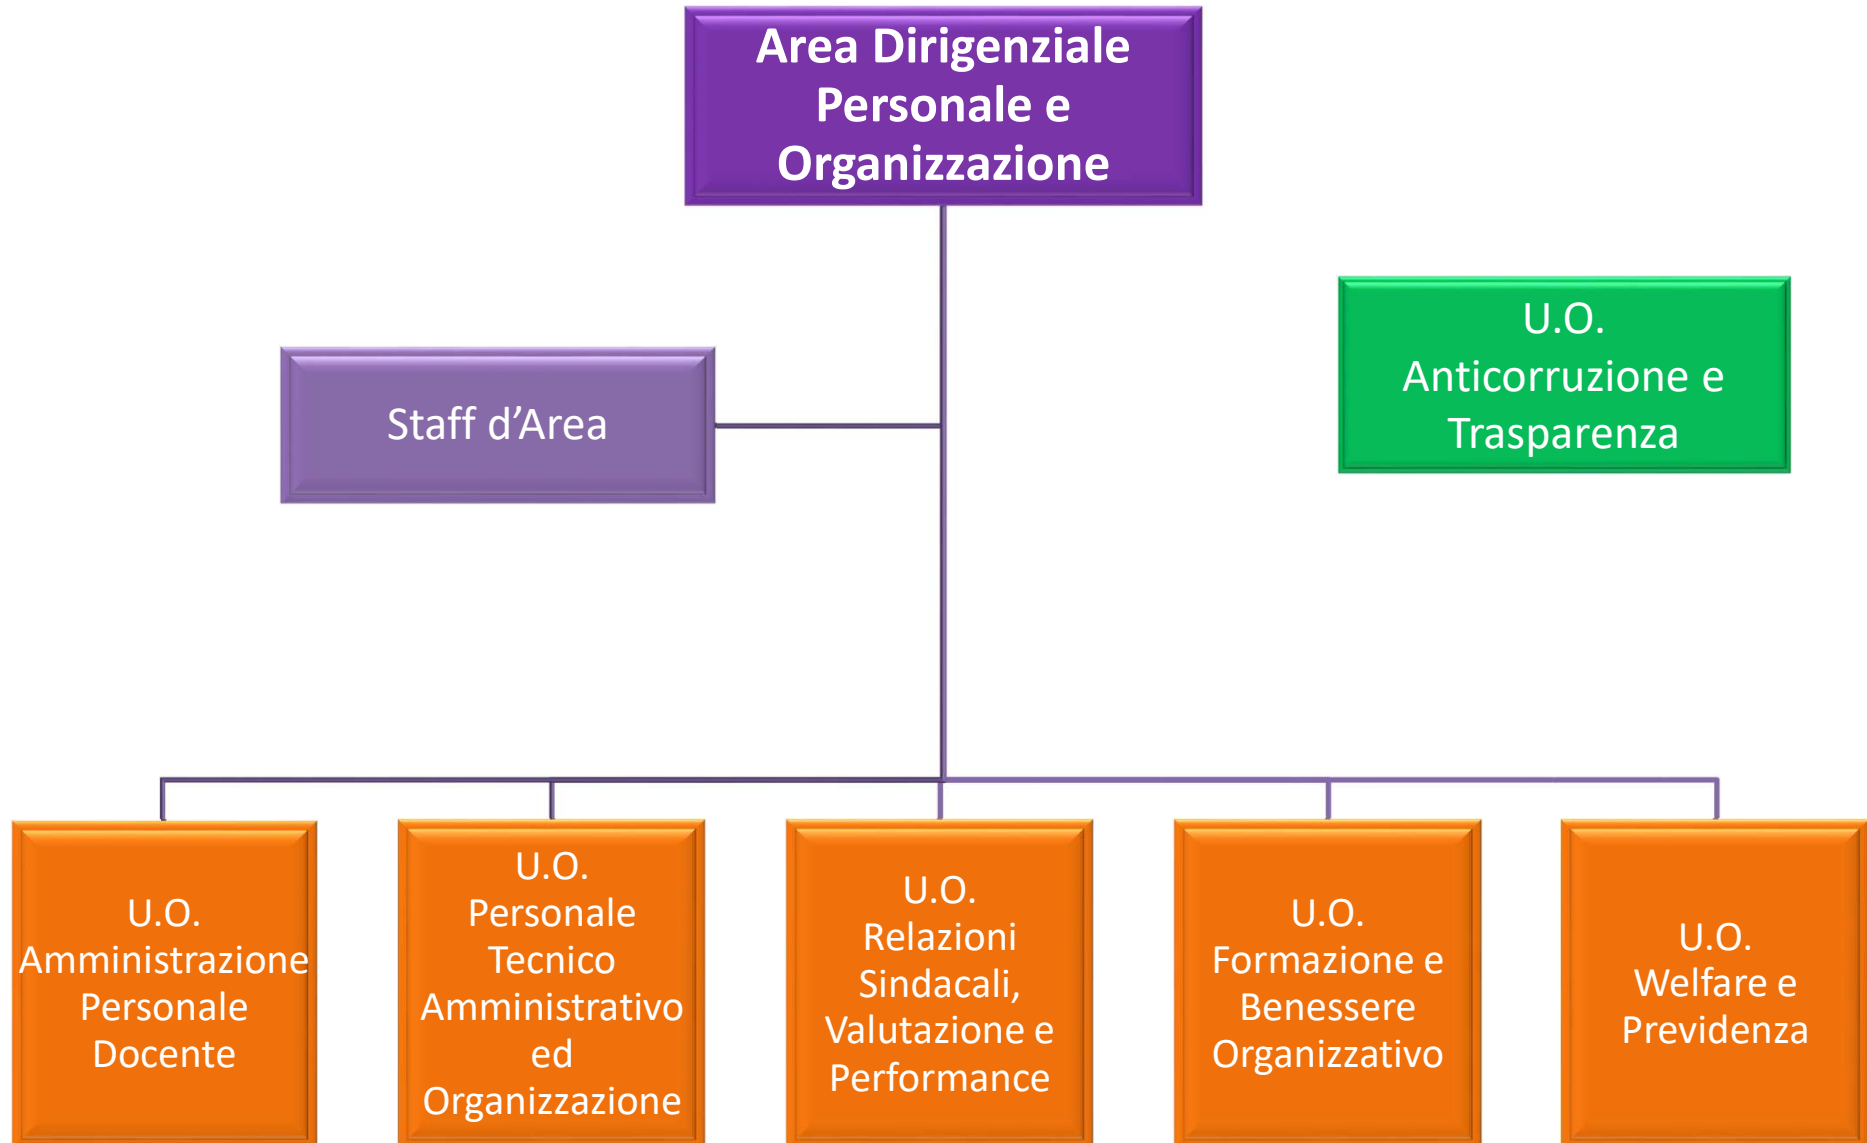 Area Dirigenziale
Personale e
Organizzazione
U.O.
Anticorruzione e
Trasparenza
Staff d’Area
U.O.
Amministrazione
Personale
Docente
U.O.
Personale
Tecnico
Amministrativo
ed
Organizzazione
U.O.
Relazioni
Sindacali,
Valutazione e
Performance
U.O.
Formazione e
Benessere
Organizzativo
U.O.
Welfare e
Previdenza